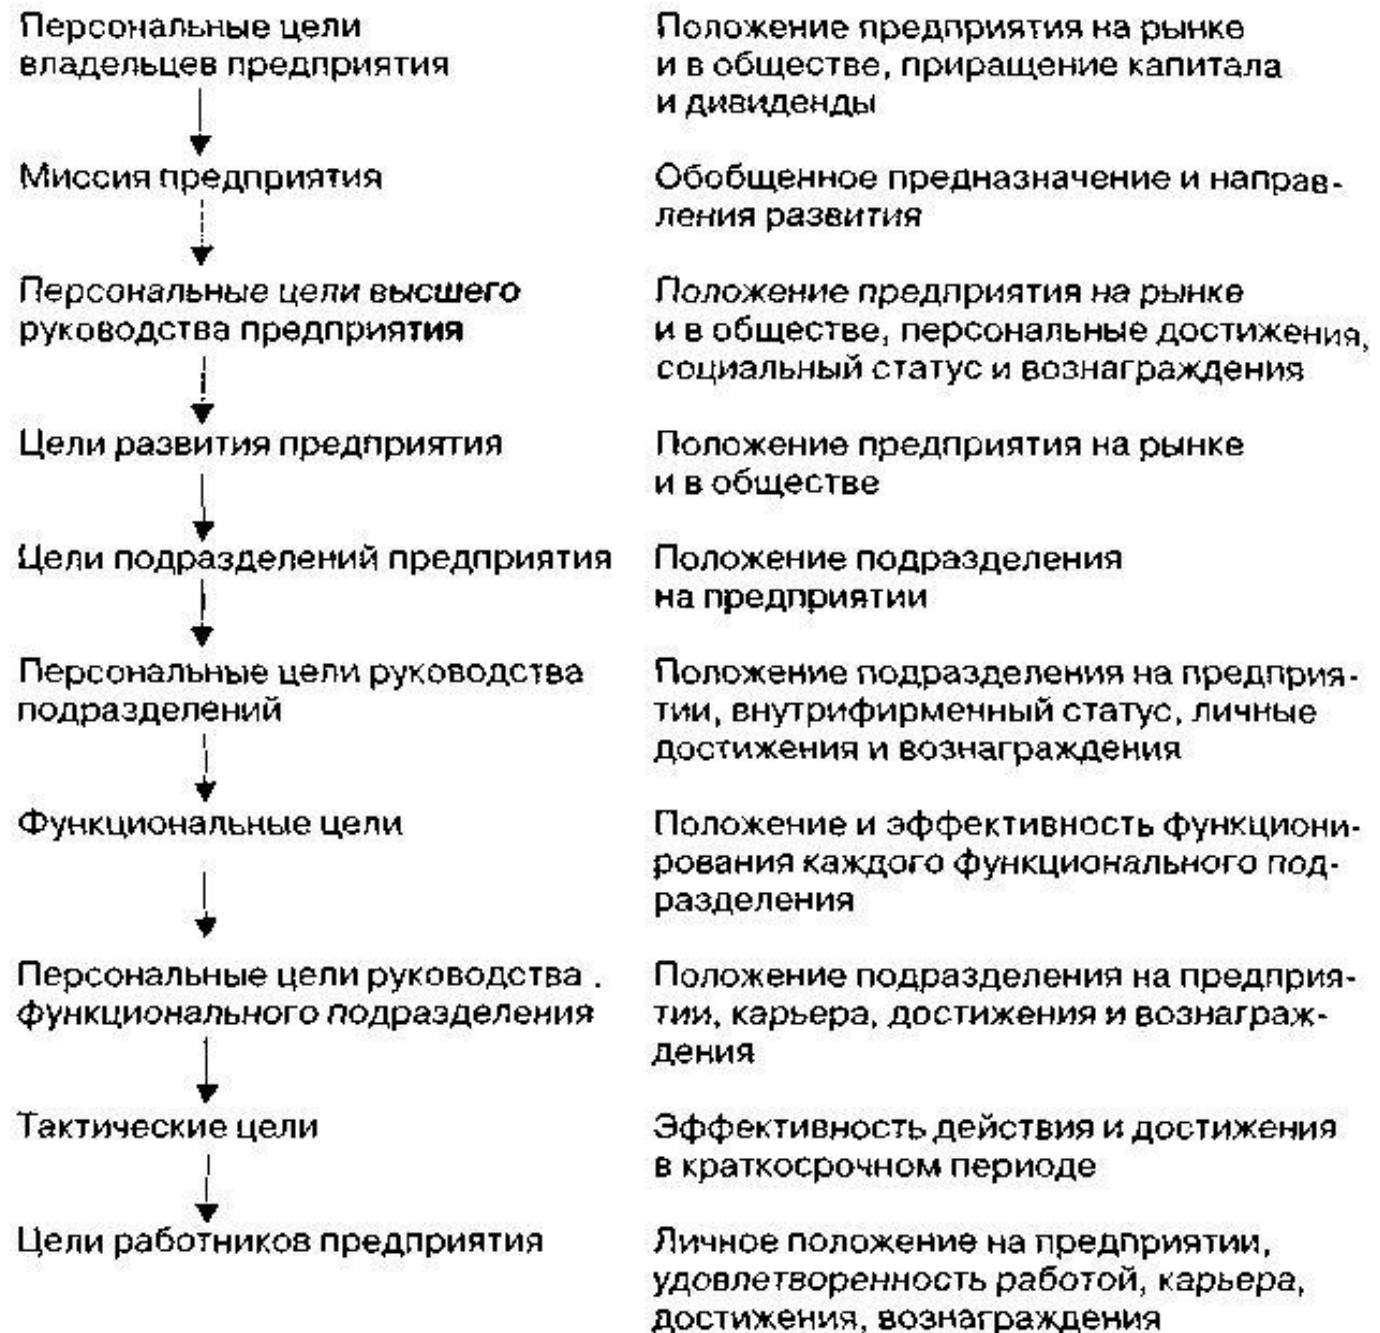 Персональные цели
владельцев предприятия
Положение предприятия на рынке
и в обществе, приращение капитала
и дивиденды
Миссия предприятия
Обобщенное предназначение и направ-
ления развития
Персональные цели высшего
руководства предприятия
Положение предприятия на рынке
и в обществе, персональные достижения,
социальный статус и вознаграждения
Цели развития предприятия
Положение предприятия на рынке
и в обществе
Цели подразделений предприятия
Положение подразделения
на предприятии
Персональные цели руководства
подразделений
Положение подразделения на предприя-
тии, внутрифирменный статус, личные
достижения и вознаграждения
Функциональные цели
Положение и эффективность функциони-
рования каждого функционального под-
разделения
Персональные цели руководства .
функционального подразделения
Положение подразделения на предприя-
тии, карьера, достижения и вознаграж-
дения
Тактические цели
Эффективность действия и достижения
в краткосрочном периоде
Цели работников предприятия
Личное положение на предприятии,
удовлетворенность работой, карьера,
достижения, вознаграждения